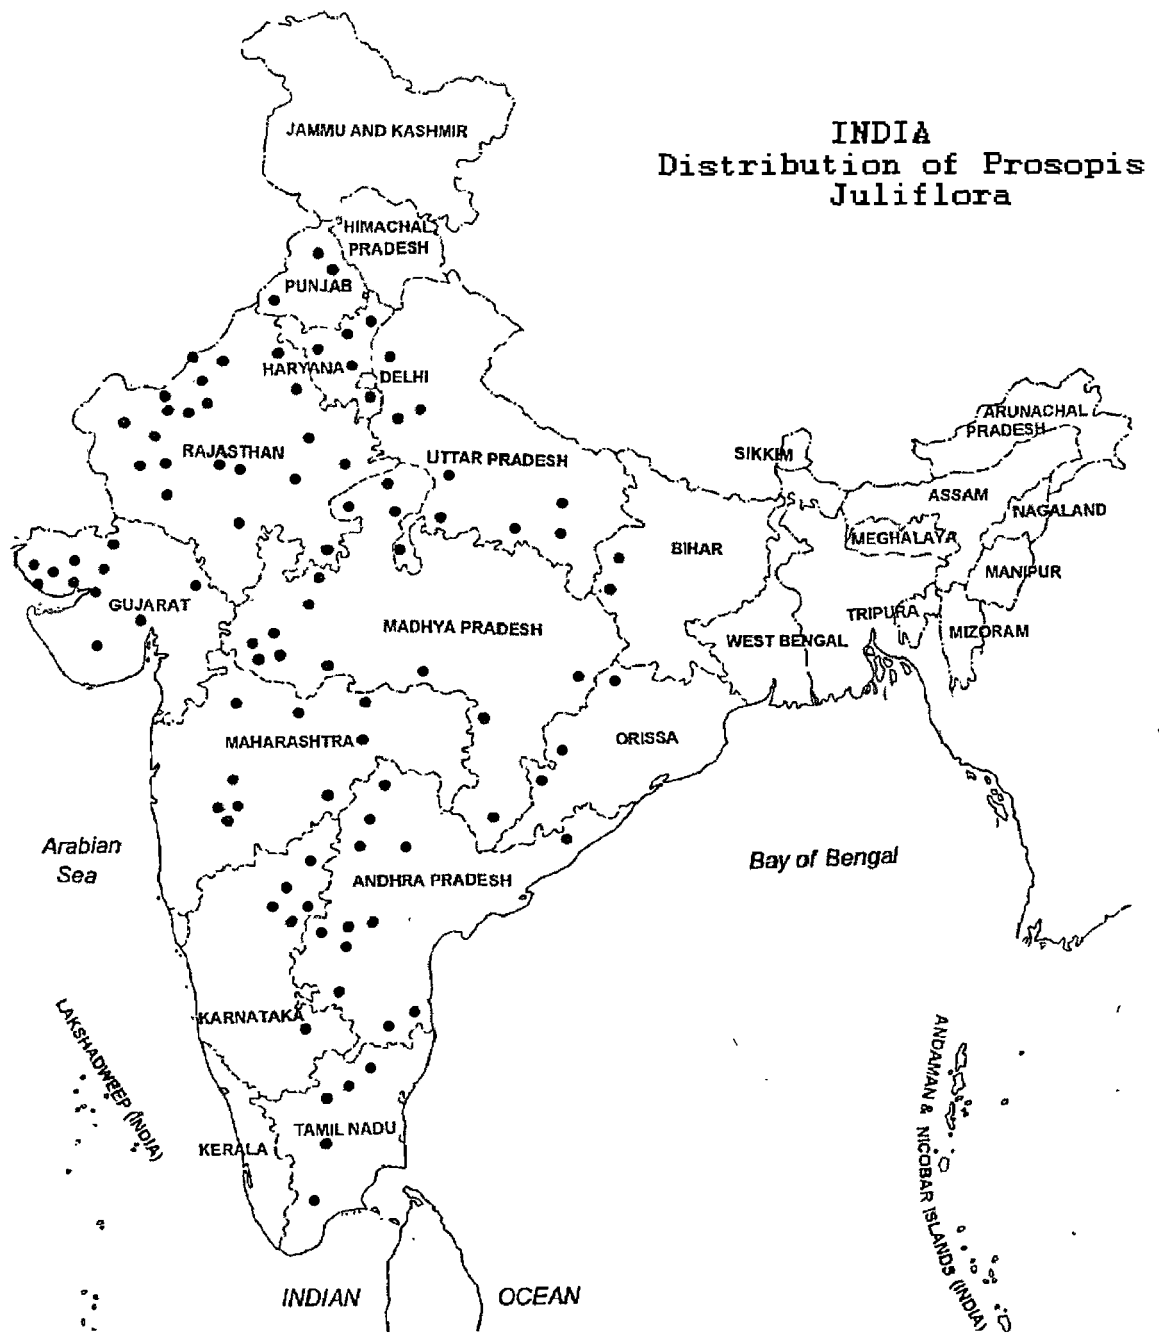 INDIA
Distribution of Prosopis
Juliflora
JAMMU AND KASHMIR
HIMACHAL
PRADESH
PUNJAB
HARYANA
DELHI
RAJASTHAN
UTTAR PRADESH
SIKKIM
ARUNACHAL
PRADESH
ASSAM
NAGALAND
MEGHALAYA
MANIPUR
BIHAR
TRIPURA
MIZORAM
WEST BENGAL
GUJARAT
MADHYA PRADESH
MAHARASHTRA
ORISSA
Arabian
Sea
Bay of Bengal
ANDHRA PRADESH
KARNATAKA
LAKSHADWEEP (INDIA)
ANDAMAN & NICOBAR ISLANDS (INDIA)
TAMIL NADU
KERALA
INDIAN OCEAN